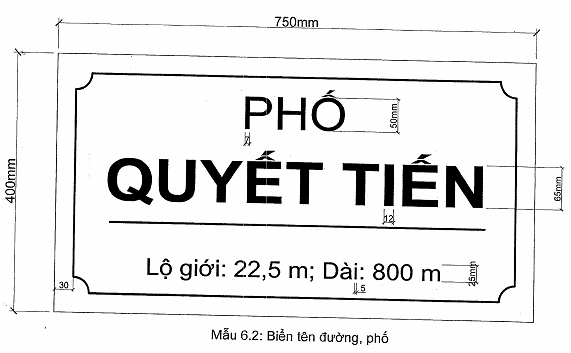 750mm
400mm
PHỐ
50mm
7
QUYẾT TIẾN
65mm
12
Lộ giới: 22,5 m; Dài: 800 m
25mm
30
5
Mẫu 6.2: Biển tên đường, phố